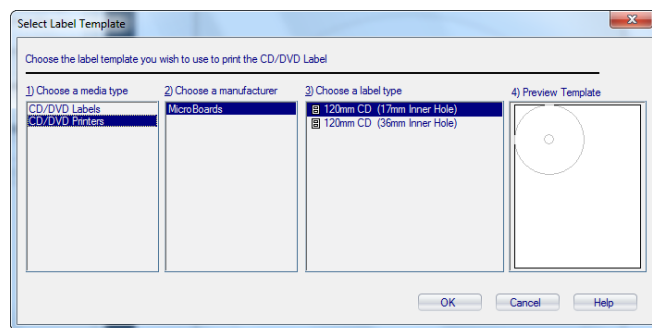 Select Label Template
Choose the label template you wish to use to print the CD/DVD Label
1) Choose a media type
2) Choose a manufacturer
3) Choose a label type
4) Preview Template
CD/DVD Labels
CD/DVD Printers
MicroBoards
120mm CD (17mm Inner Hole)
120mm CD (36mm Inner Hole)
OK
Cancel
Help